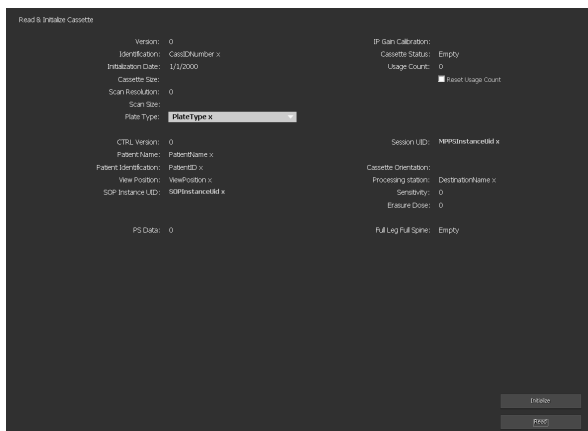 Read & Initialize Cassette
Version: 0 IP Gain Calibration:
Identification: CassIDNumber x Cassette Status: Empty
Initialization Date: 1/1/2000 Usage Count: 0
Cassette Size: Reset Usage Count
Scan Resolution: 0
Scan Size:
Plate Type: PlateType x
CTRL Version: 0 Session UID: MPPSInstanceUid x
Patient Name: PatientName x
Patient Identification: PatientID x Cassette Orientation:
View Position: ViewPosition x Processing station: DestinationName x
SOP Instance UID: SOPInstanceUid x Sensitivity: 0
Erasure Dose: 0
PS Data: 0 Full Leg Full Spine: Empty
Initialize
Read